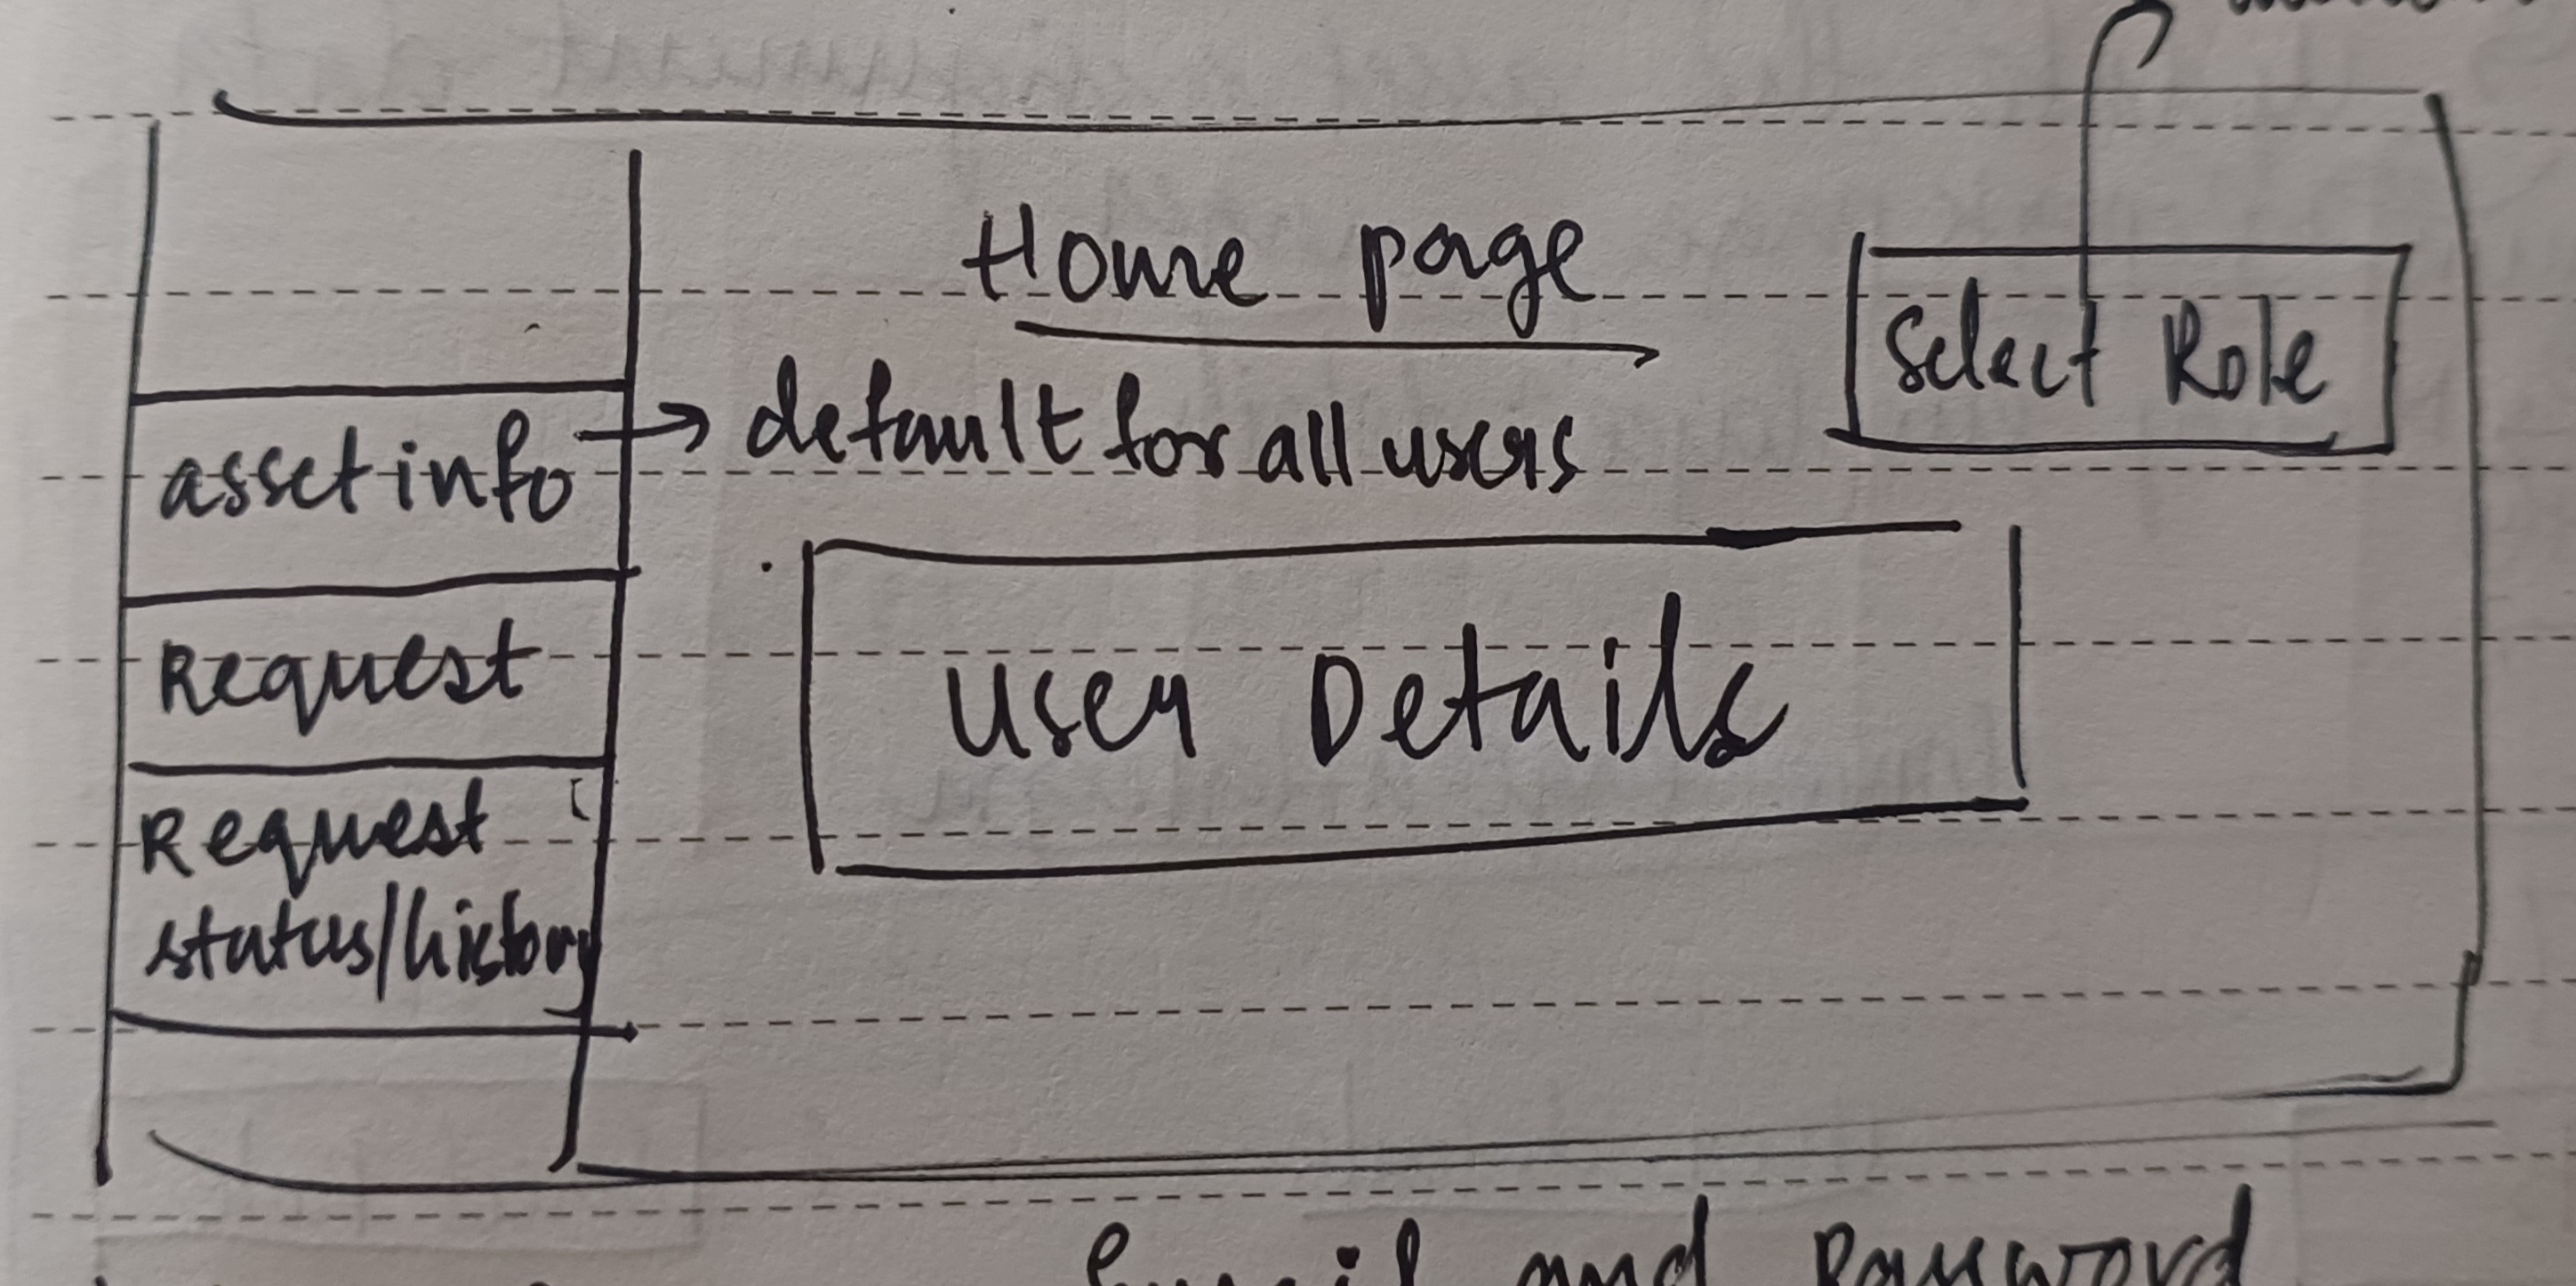 Home page
Select Role
asset info → default for all users
Request
User Details
Request
status/history
Email and Password